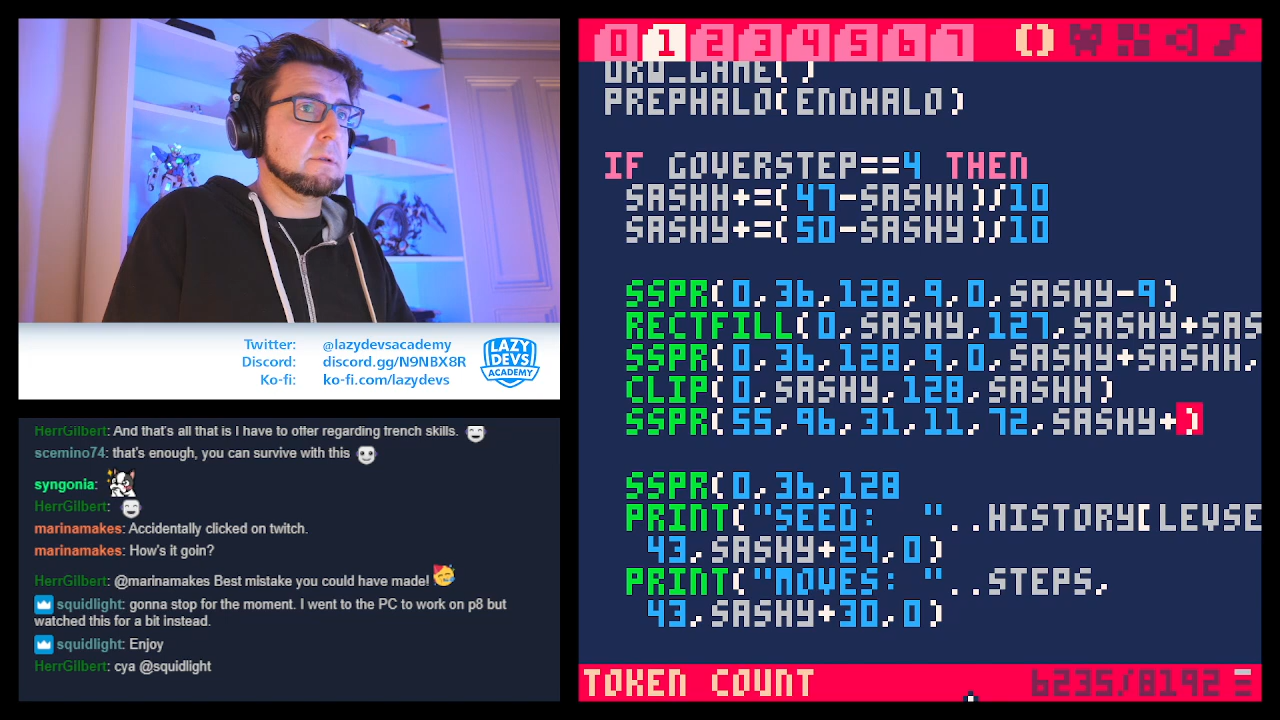 0 1 2 3 4 5 6 7 ()
DRW_GAME()
PREPHALO(ENDHALO)
IF GOVERSTEP==4 THEN
SASHH+=(47-SASHH)/10
SASHY+=(50-SASHY)/10
SSPR(0,36,128,9,0,SASHY-9)
RECTFILL(0,SASHY,127,SASHY+SAS
SSPR(0,36,128,9,0,SASHY+SASHH,
CLIP(0,SASHY,128,SASHH)
SSPR(55,96,31,11,72,SASHY+)
SSPR(0,36,128
PRINT("SEED:  "..HISTORY[LEVSE
43,SASHY+24,0)
PRINT("MOVES: "..STEPS,
43,SASHY+30,0)
TOKEN COUNT 6235/8192
Twitter: @lazydevsacademy
Discord: discord.gg/N9NBX8R
Ko-fi: ko-fi.com/lazydevs
LAZY
DEVS
ACADEMY
HerrGilbert: And that's all that is I have to offer regarding trench skills.
scemino74: that's enough, you can survive with this
syngonia:
HerrGilbert:
marinamakes: Accidentally clicked on twitch.
marinamakes: How's it goin?
HerrGilbert: @marinamakes Best mistake you could have made!
squidlight: gonna stop for the moment. I went to the PC to work on p8 but
watched this for a bit instead.
squidlight: Enjoy
HerrGilbert: cya @squidlight